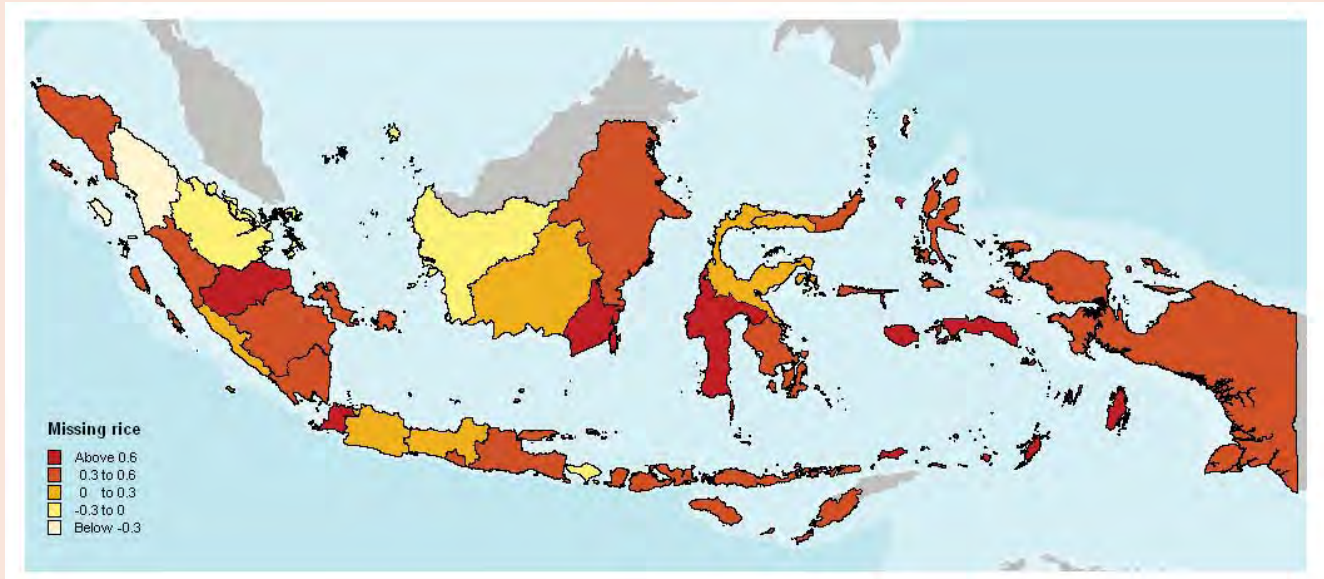 Missing rice
Above 0.6
0.3 to 0.6
0 to 0.3
-0.3 to 0
Below -0.3